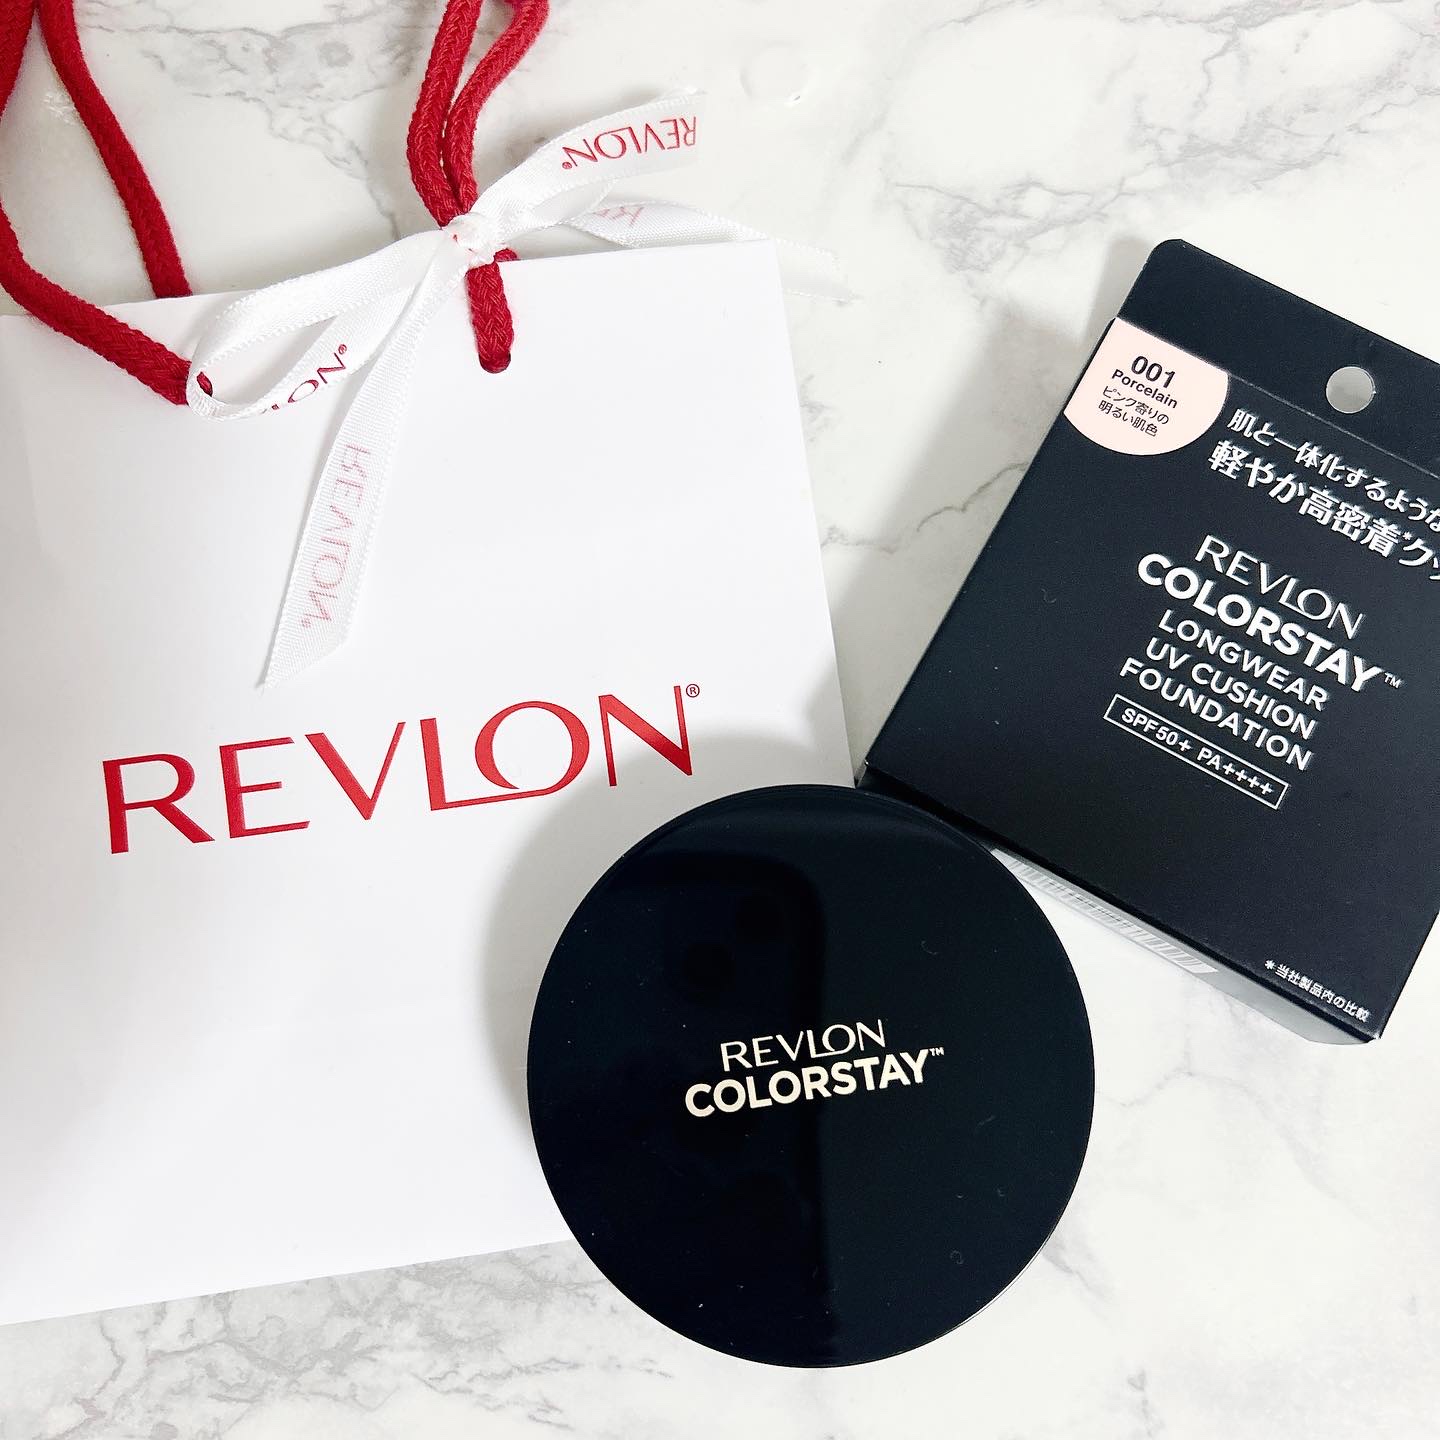 REVLON®
REVLON®
REVLON®
REVLON®
001
Porcelain
ピンク寄りの
明るい肌色
肌と一体化するような
軽やか高密着*クッ
REVLON
COLORSTAY™
LONGWEAR
UV CUSHION
FOUNDATION
SPF50+ PA++++
*当社製品内の比較
REVLON
COLORSTAY™